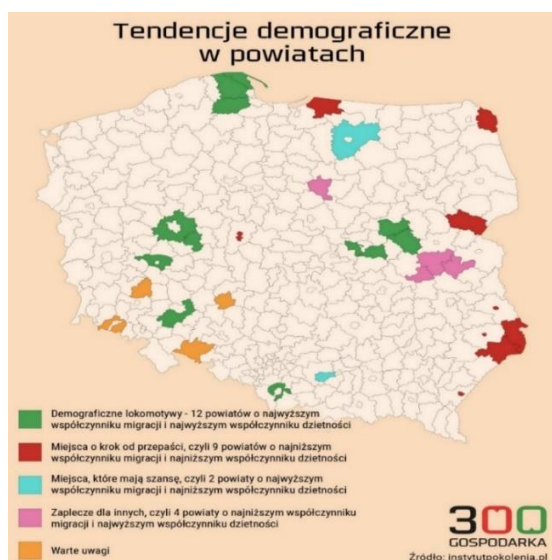 Tendencje demograficzne
w powiatach
Demograficzne lokomotywy - 12 powiatów o najwyższym
współczynniku migracji i najwyższym współczynniku dzietności
Miejsca o krok od przepaści, czyli 9 powiatów o najniższym
współczynniku migracji i najniższym współczynniku dzietności
Miejsca, które mają szansę, czyli 2 powiaty o najwyższym
współczynniku migracji i najniższym współczynniku dzietności
Zaplecze dla innych, czyli 4 powiaty o najniższym współczynniku
migracji i najwyższym współczynniku dzietności
Warte uwagi
300
GOSPODARKA
Źródło: instytutpokolenia.pl